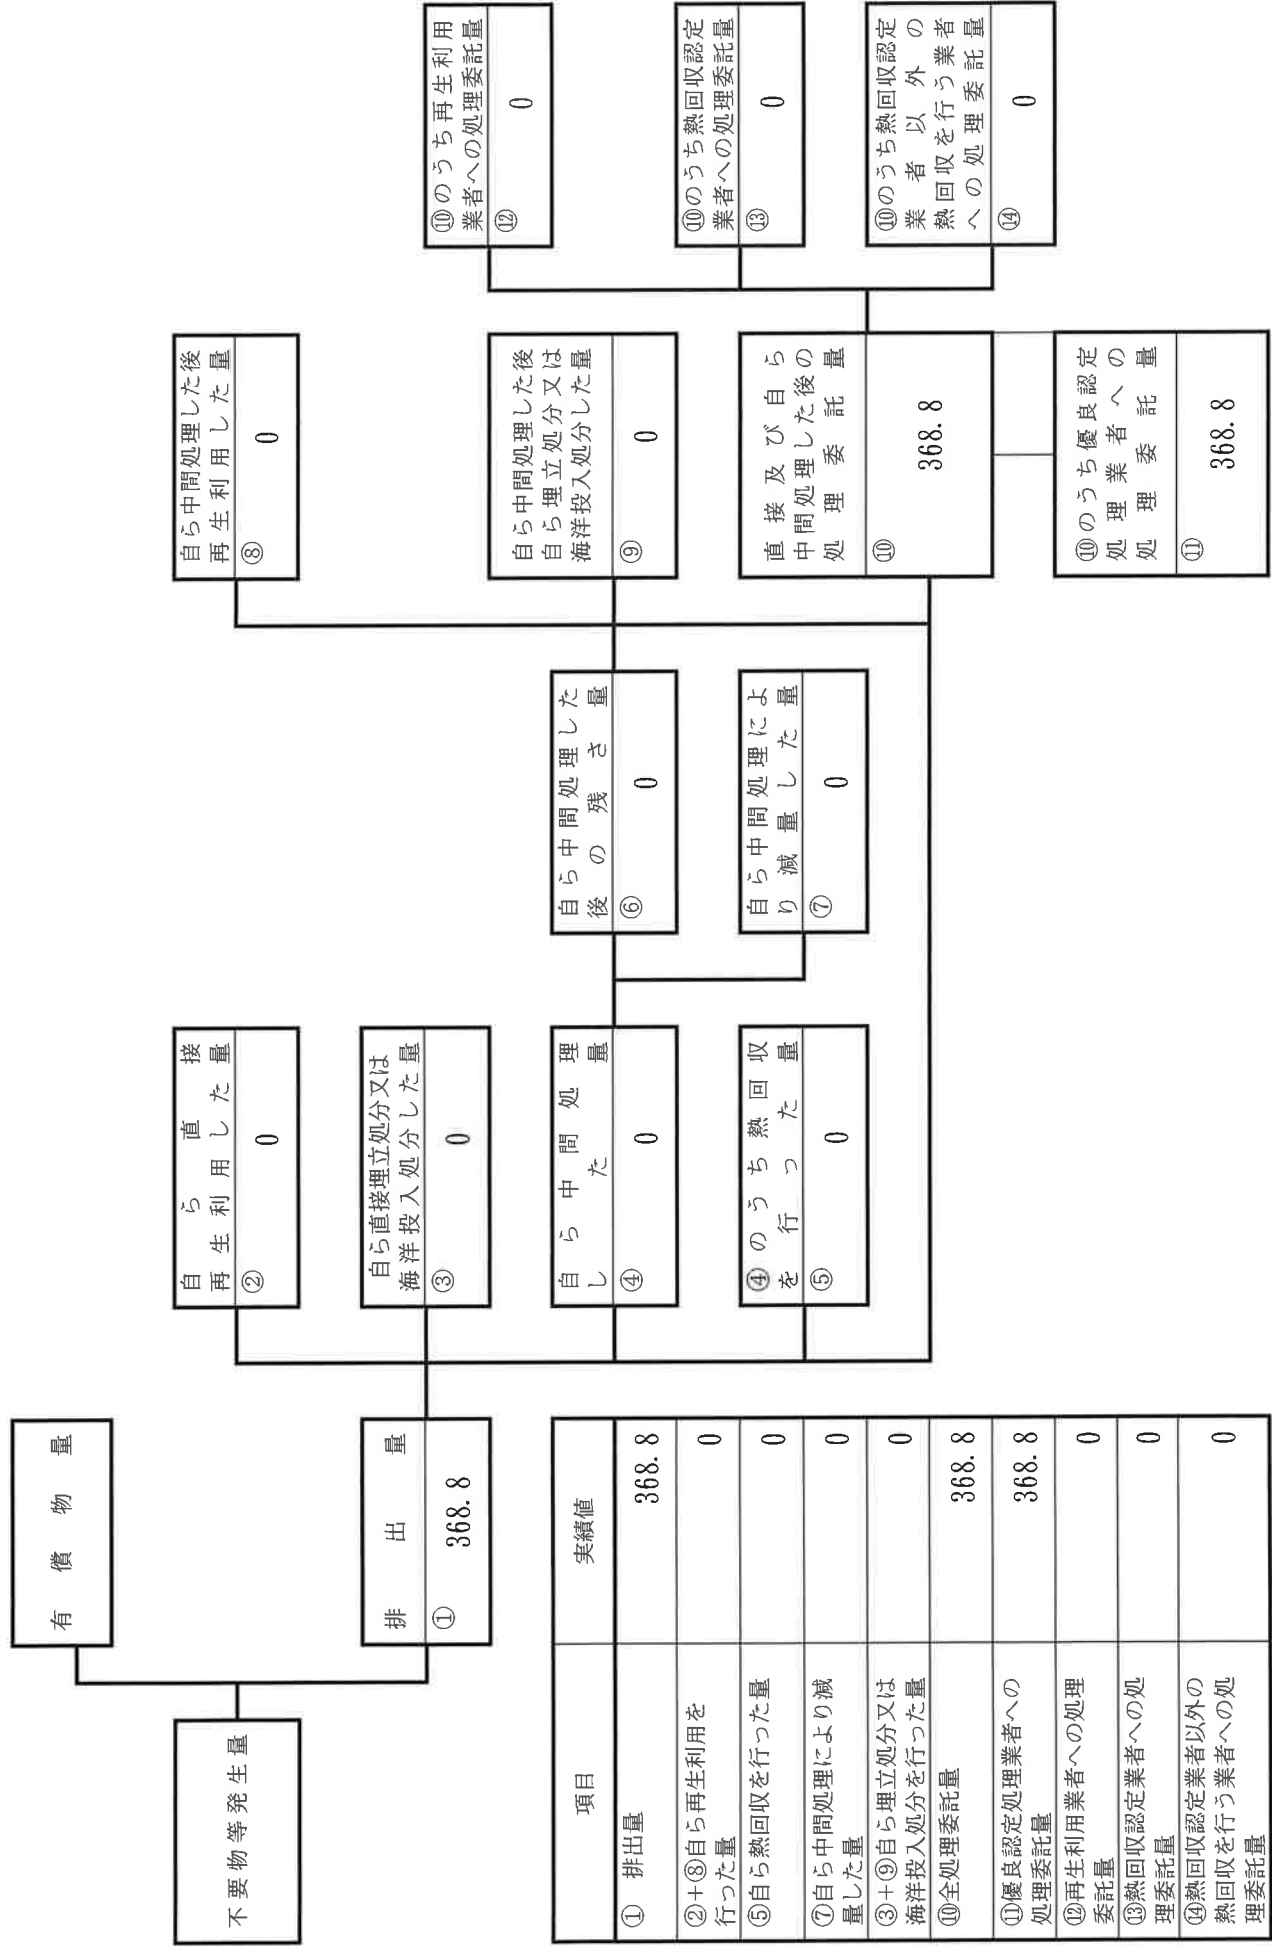 不要物等発生量
有償物量
排出量
① 368.8
自ら直接
再生利用した量
② 0
自ら直接埋立処分又は
海洋投入処分した量
③ 0
自ら中間処理
した量
④ 0
④のうち熱回収
を行った量
⑤ 0
自ら中間処理した
後の残さ量
⑥ 0
自ら中間処理によ
り減量した量
⑦ 0
自ら中間処理した後
再生利用した量
⑧ 0
自ら中間処理した後
自ら埋立処分又は
海洋投入処分した量
⑨ 0
直接及び自ら
中間処理した後の
処理委託量
⑩ 368.8
⑩のうち優良認定
処理業者への
処理委託量
⑪ 368.8
⑩のうち再生利用
業者への処理委託量
⑫ 0
⑩のうち熱回収認定
業者への処理委託量
⑬ 0
⑩のうち熱回収認定
業者以外の
熱回収を行う業者
への処理委託量
⑭ 0
項目 実績値
① 排出量 368.8
②+⑧自ら再生利用を
行った量 0
⑤自ら熱回収を行った量 0
⑦自ら中間処理により減
量した量 0
③+⑨自ら埋立処分又は
海洋投入処分を行った量 0
⑩全処理委託量 368.8
⑪優良認定処理業者への
処理委託量 368.8
⑫再生利用業者への処理
委託量 0
⑬熱回収認定業者への処
理委託量 0
⑭熱回収認定業者以外の
熱回収を行う業者への処
理委託量 0